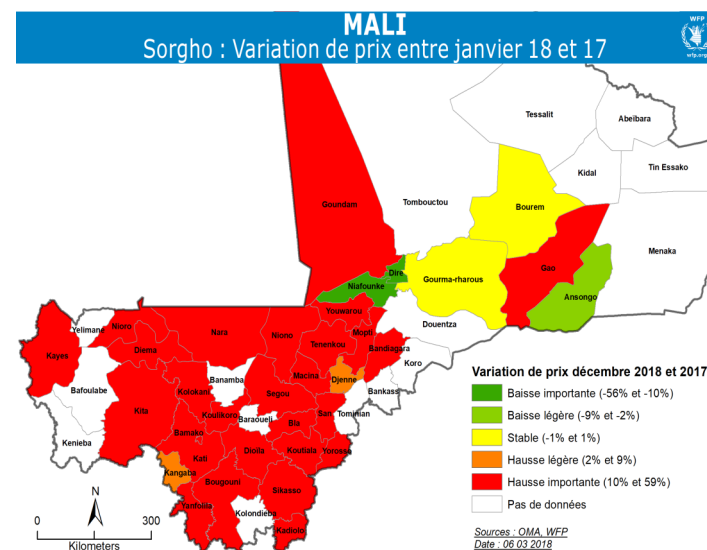 MALI
Sorgho : Variation de prix entre janvier 18 et 17
WFP
wfp.org
Tessalit
Abeibara
Kidal
Tin Essako
Tombouctou
Goundam
Bourem
Menaka
Gao
Dire
Niafounke
Gourma-rharous
Ansongo
Youwarou
Douentza
Yelimane
Nioro
Nara
Niono
Mopti
Tenenkou
Bandiagara
Kayes
Diema
Koro
Macina
Djenne
Bafoulabe
Kolokani
Banamba
Segou
Bankass
Kita
Koulikoro
Baraoueli
San
Tominian
Bla
Kenieba
Bamako
Kati
Dioila
Koutiala
Yorosso
Kangaba
Bougouni
Sikasso
Yanfolila
Kolondieba
Kadiolo
N
0
300
Kilometers
Variation de prix décembre 2018 et 2017
Baisse importante (-56% et -10%)
Baisse légère (-9% et -2%)
Stable (-1% et 1%)
Hausse légère (2% et 9%)
Hausse importante (10% et 59%)
Pas de données
Sources : OMA, WFP
Date : 06 03 2018